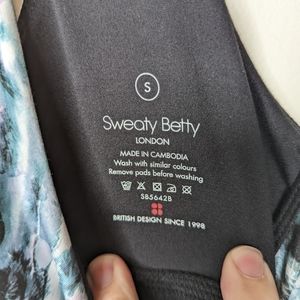 S
Sweaty Betty
LONDON
MADE IN CAMBODIA
Wash with similar colours
Remove pads before washing
SB5642B
BRITISH DESIGN SINCE 1998